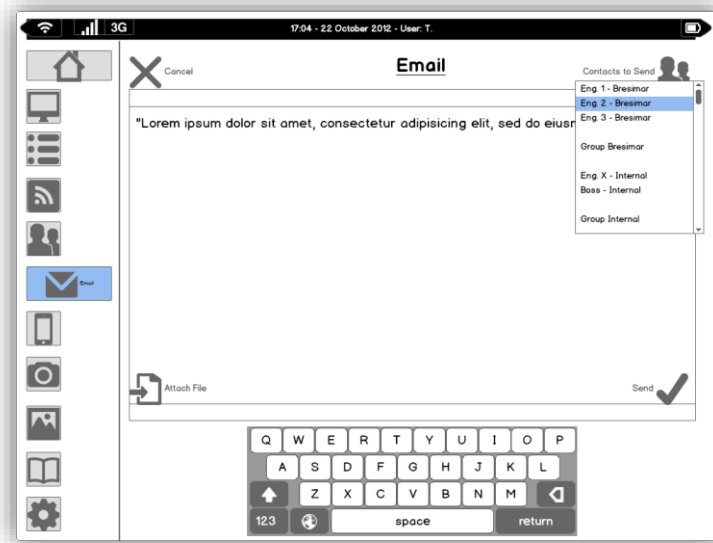 3G
17:04 - 22 October 2012 - User: T.
Cancel
Email
Contacts to Send
Eng. 1 - Bresimar
Eng. 2 - Bresimar
Eng. 3 - Bresimar
Group Bresimar
Eng. X - Internal
Boss - Internal
Group Internal
"Lorem ipsum dolor sit amet, consectetur adipisicing elit, sed do eiusm
Email
Attach File
Send
Q W E R T Y U I O P
A S D F G H J K L
Z X C V B N M
123 space return